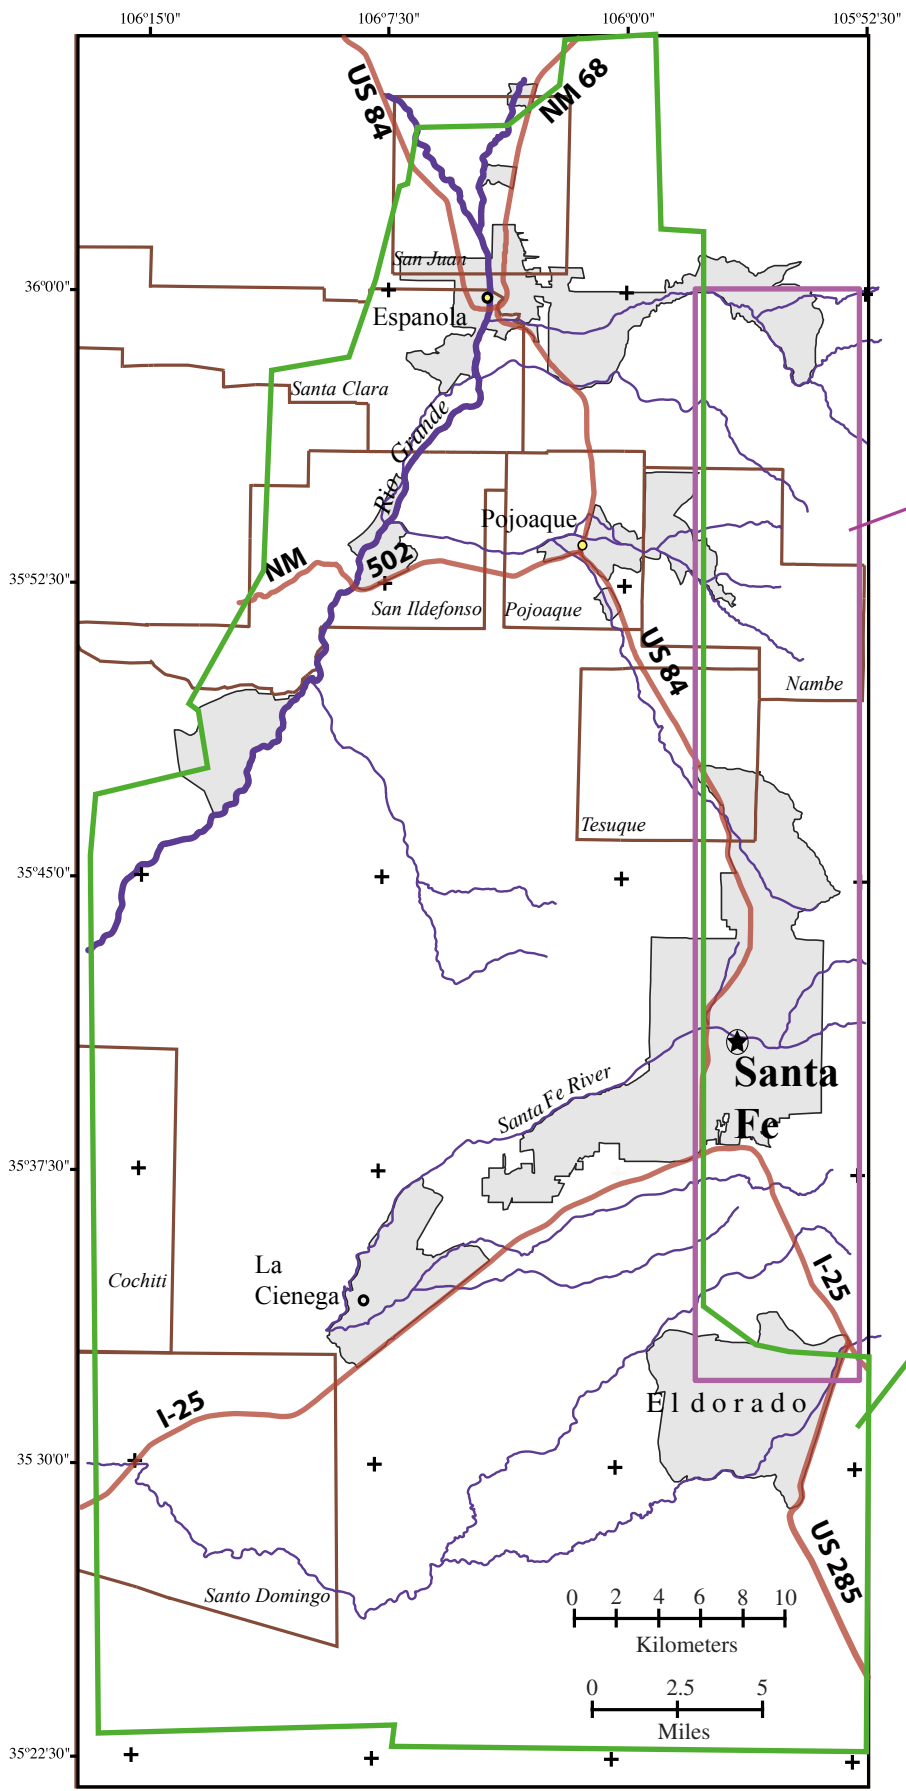 106°15'0"
106°7'30"
106°0'0"
105°52'30"
US 84
NM 68
San Juan
36°0'0"
Espanola
Santa Clara
Rio Grande
Pojoaque
NM
502
35°52'30"
San Ildefonso
Pojoaque
US 84
Nambe
Tesuque
35°45'0"
Santa
Fe
Santa Fe River
35°37'30"
La
Cienega
Cochiti
I-25
I-25
Eldorado
35°30'0"
US 285
Santo Domingo
0 2 4 6 8 10
Kilometers
0 2.5 5
Miles
35°22'30"